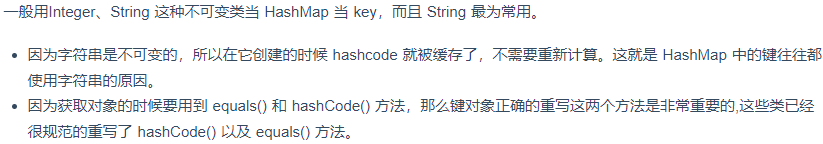 一般用Integer、String 这种不可变类当 HashMap 当 key，而且 String 最为常用。
• 因为字符串是不可变的，所以在它创建的时候 hashcode 就被缓存了，不需要重新计算。这就是 HashMap 中的键往往都
使用字符串的原因。
• 因为获取对象的时候要用到 equals() 和 hashCode() 方法，那么键对象正确的重写这两个方法是非常重要的,这些类已经
很规范的重写了 hashCode() 以及 equals() 方法。